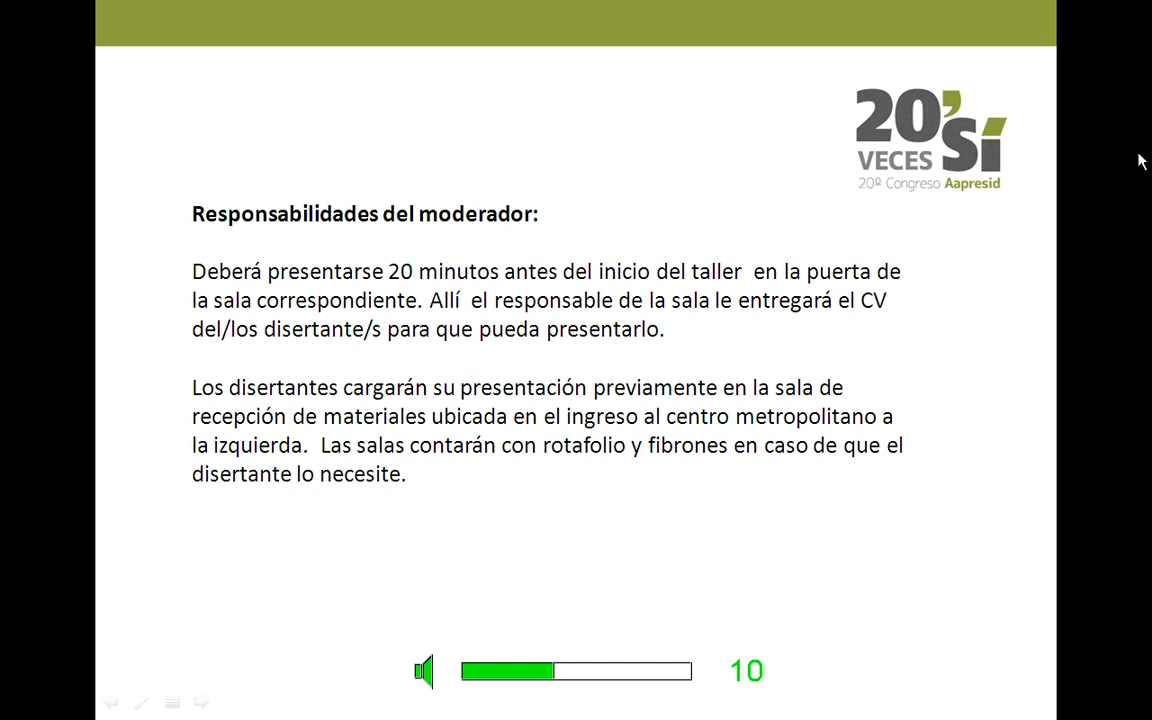 20' Sí
VECES
20º Congreso Aapresid
Responsabilidades del moderador:
Deberá presentarse 20 minutos antes del inicio del taller en la puerta de
la sala correspondiente. Allí el responsable de la sala le entregará el CV
del/los disertante/s para que pueda presentarlo.
Los disertantes cargarán su presentación previamente en la sala de
recepción de materiales ubicada en el ingreso al centro metropolitano a
la izquierda. Las salas contarán con rotafolio y fibrones en caso de que el
disertante lo necesite.
10